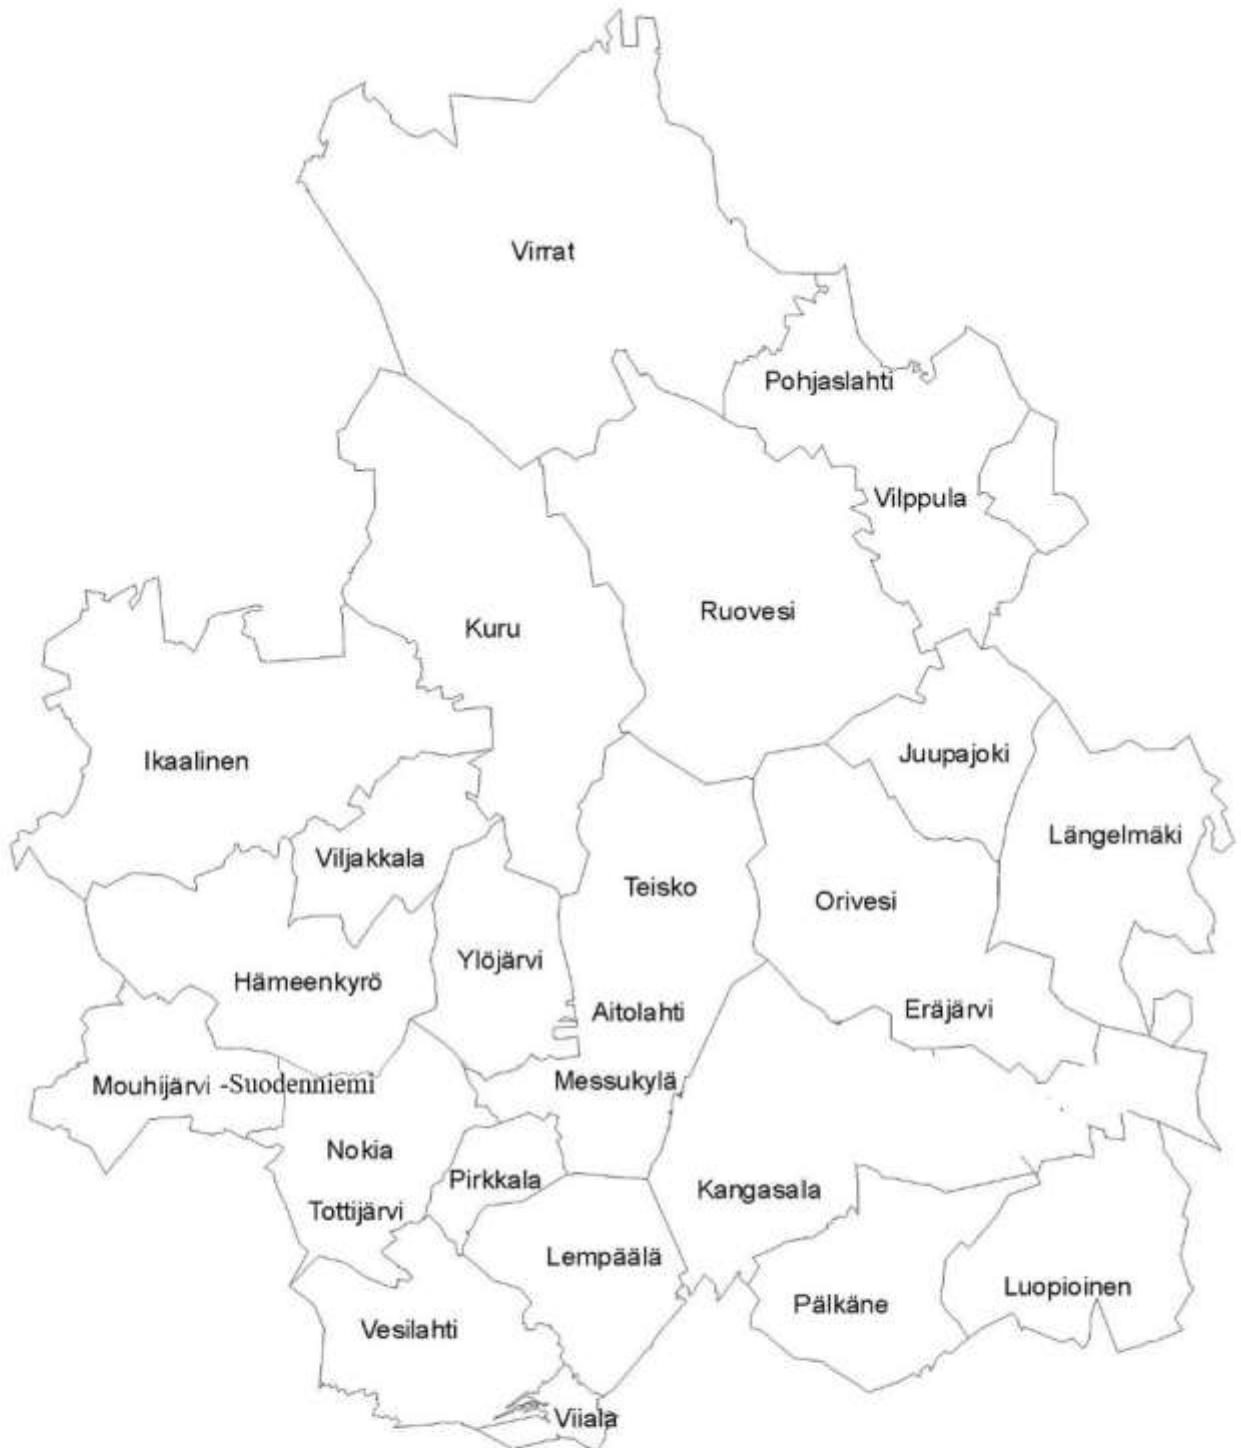 Virrat
Pohjaslahti
Vilppula
Ruovesi
Kuru
Juupajoki
Ikaalinen
Längelmäki
Viljakkala
Teisko
Orivesi
Ylöjärvi
Hämeenkyrö
Aitolahti
Eräjärvi
Messukylä
Mouhijärvi -Suodenniemi
Nokia
Pirkkala
Kangasala
Tottijärvi
Lempäälä
Luopioinen
Pälkäne
Vesilahti
Viiala